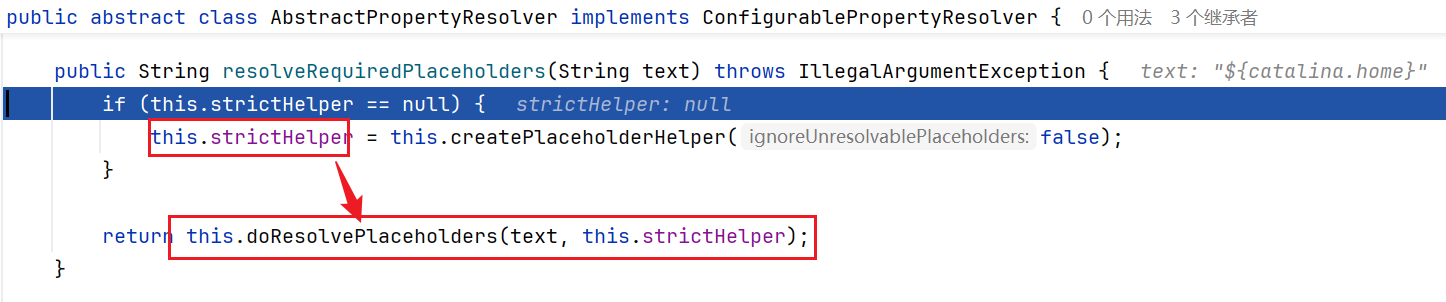 public abstract class AbstractPropertyResolver implements ConfigurablePropertyResolver { 0 个用法 3 个继承者
public String resolveRequiredPlaceholders(String text) throws IllegalArgumentException { text: "${catalina.home}"
if (this.strictHelper == null) { strictHelper: null
this.strictHelper = this.createPlaceholderHelper( ignoreUnresolvablePlaceholders: false);
}
return this.doResolvePlaceholders(text, this.strictHelper);
}